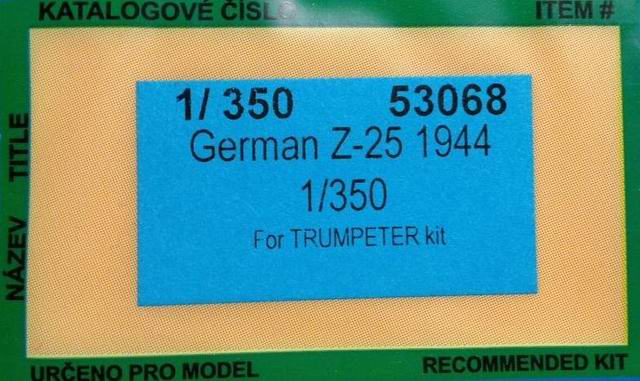 KATALOGOVÉ ČÍSLO ITEM #
NÁZEV TITLE
1/ 350 53068
German Z-25 1944
1/350
For TRUMPETER kit
URČENO PRO MODEL RECOMMENDED KIT